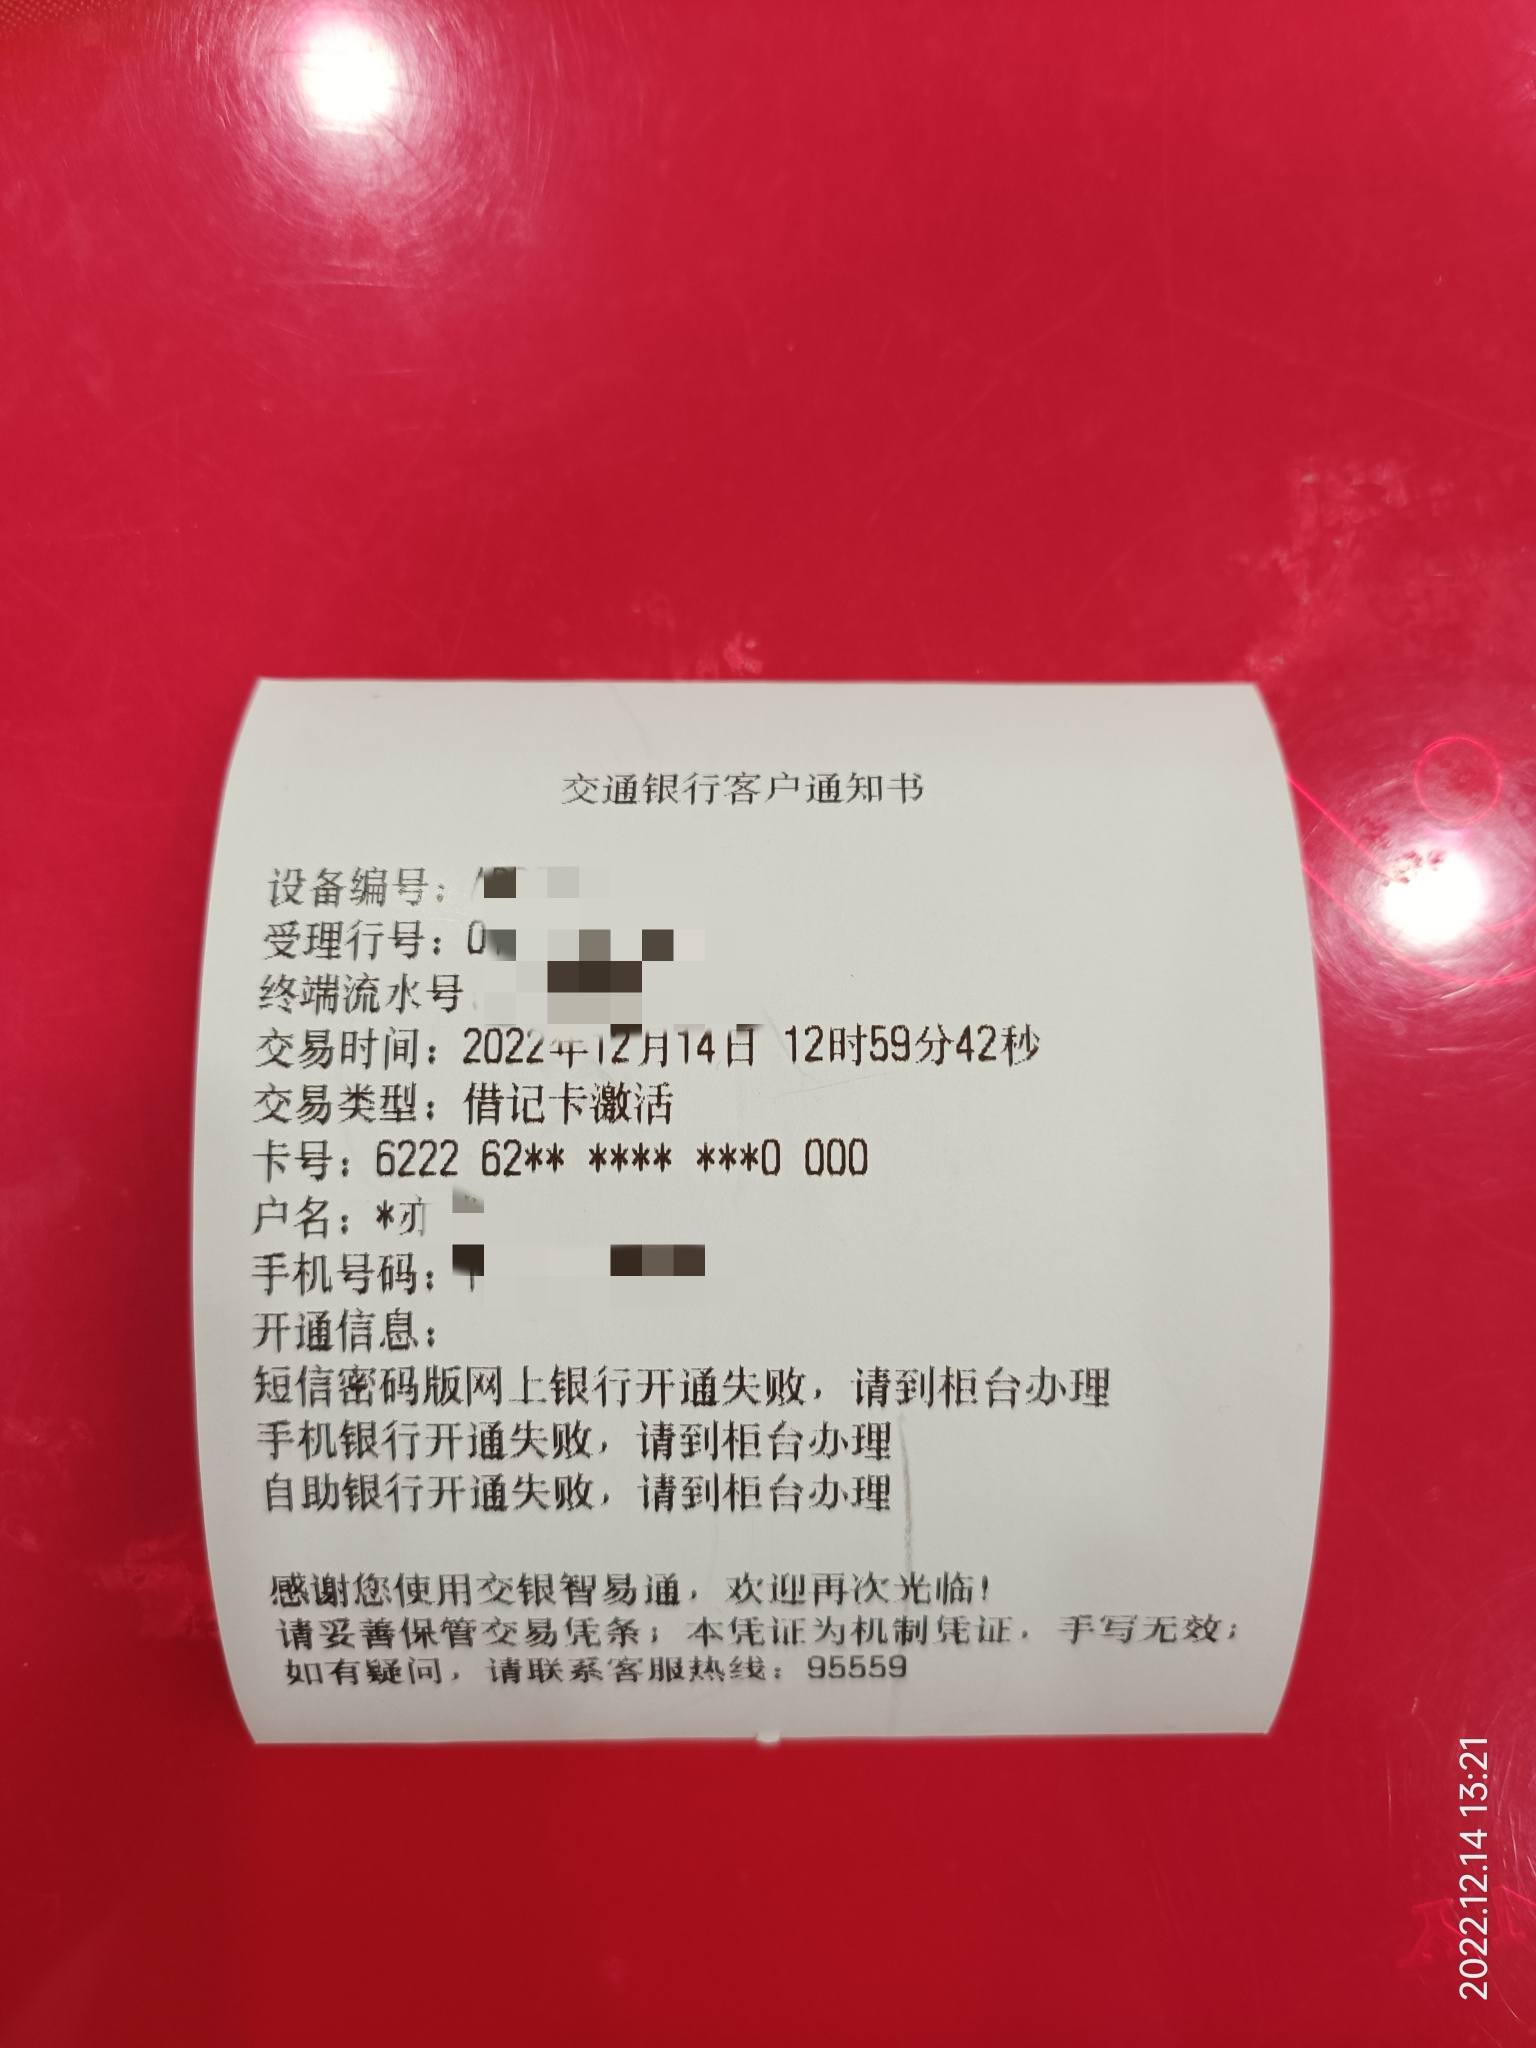 交通银行客户通知书
设备编号：
受理行号：0
终端流水号
交易时间：2022年12月14日 12时59分42秒
交易类型：借记卡激活
卡号：6222 62** **** ***0 000
户名：*
手机号码：
开通信息：
短信密码版网上银行开通失败，请到柜台办理
手机银行开通失败，请到柜台办理
自助银行开通失败，请到柜台办理
感谢您使用交银智易通，欢迎再次光临！
请妥善保管交易凭条；本凭证为机制凭证，手写无效；
如有疑问，请联系客服热线：95559
2022.12.14 13:21